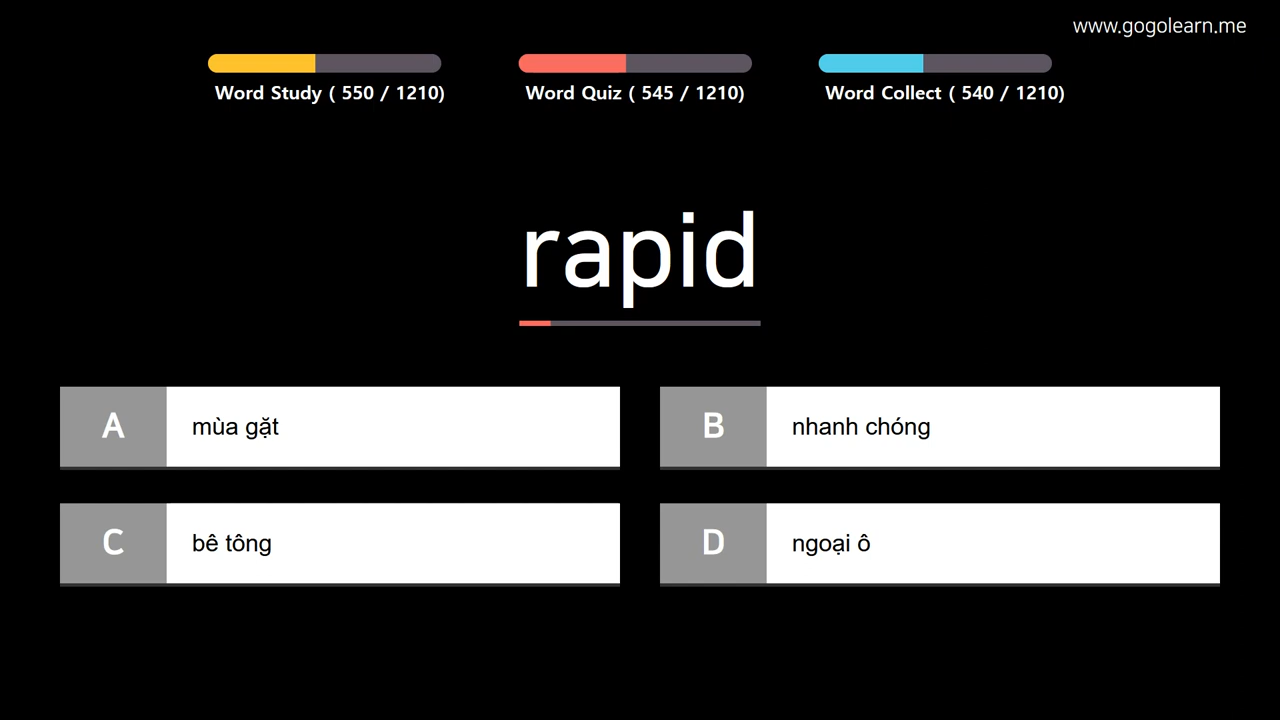 www.gogolearn.me
Word Study ( 550 / 1210)
Word Quiz ( 545 / 1210)
Word Collect ( 540 / 1210)
rapid
A mùa gặt
B nhanh chóng
C bê tông
D ngoại ô